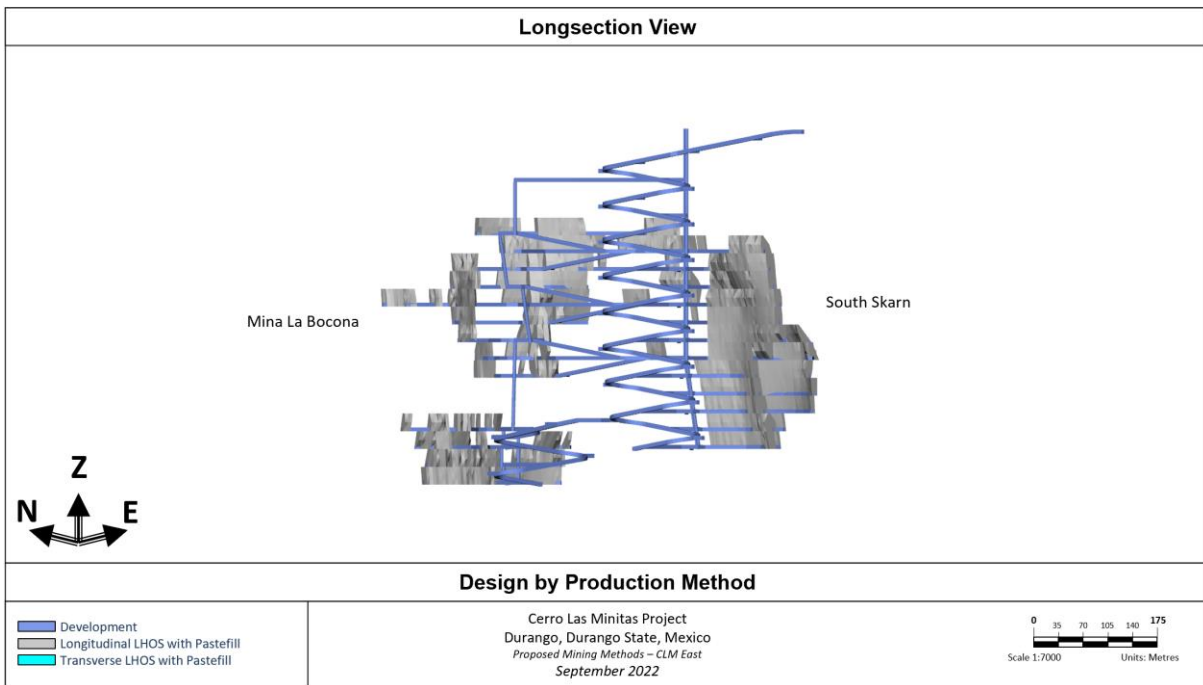 Longsection View
Mina La Bocona
South Skarn
Z
N
E
Design by Production Method
Development
Longitudinal LHOS with Pastefill
Transverse LHOS with Pastefill
Cerro Las Minitas Project
Durango, Durango State, Mexico
Proposed Mining Methods – CLM East
September 2022
0 35 70 105 140 175
Scale 1:7000 Units: Metres